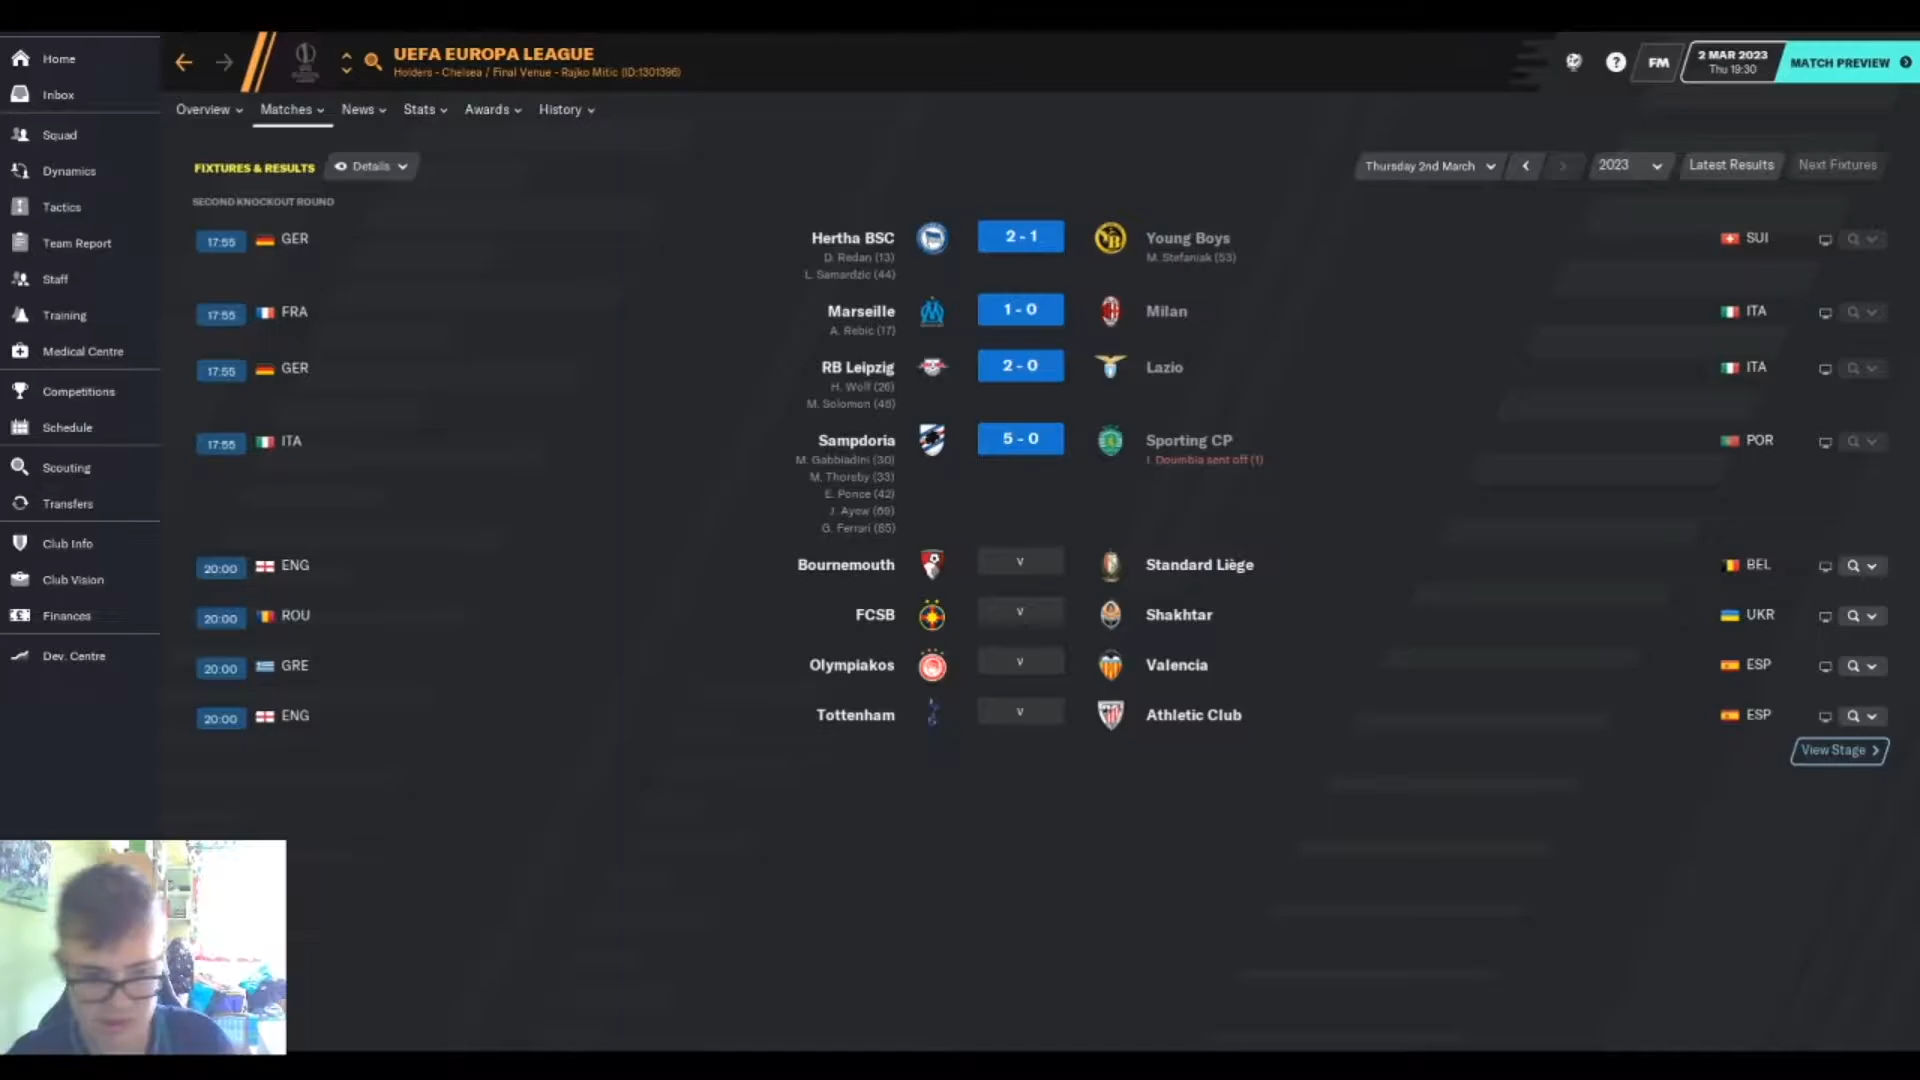 Home
Inbox
Squad
Dynamics
Tactics
Team Report
Staff
Training
Medical Centre
Competitions
Schedule
Scouting
Transfers
Club Info
Club Vision
Finances
Dev. Centre
UEFA EUROPA LEAGUE
Holders - Chelsea / Final Venue - Rajko Mitic (ID:1301396)
FM
2 MAR 2023
Thu 19:30
MATCH PREVIEW
Overview Matches News Stats Awards History
FIXTURES & RESULTS Details
Thursday 2nd March 2023 Latest Results Next Fixtures
SECOND KNOCKOUT ROUND
17:55 GER Hertha BSC 2 - 1 Young Boys SUI
D. Redan (13) M. Stefaniak (53)
L. Samardzic (44)
17:55 FRA Marseille 1 - 0 Milan ITA
A. Rebic (17)
17:55 GER RB Leipzig 2 - 0 Lazio ITA
H. Wolf (26)
M. Solomon (48)
17:55 ITA Sampdoria 5 - 0 Sporting CP POR
M. Gabbiadini (30) I. Doumbia sent off (1)
M. Thorsby (33)
E. Ponce (42)
J. Ayew (69)
G. Ferrari (85)
20:00 ENG Bournemouth v Standard Liège BEL
20:00 ROU FCSB v Shakhtar UKR
20:00 GRE Olympiakos v Valencia ESP
20:00 ENG Tottenham v Athletic Club ESP
View Stage